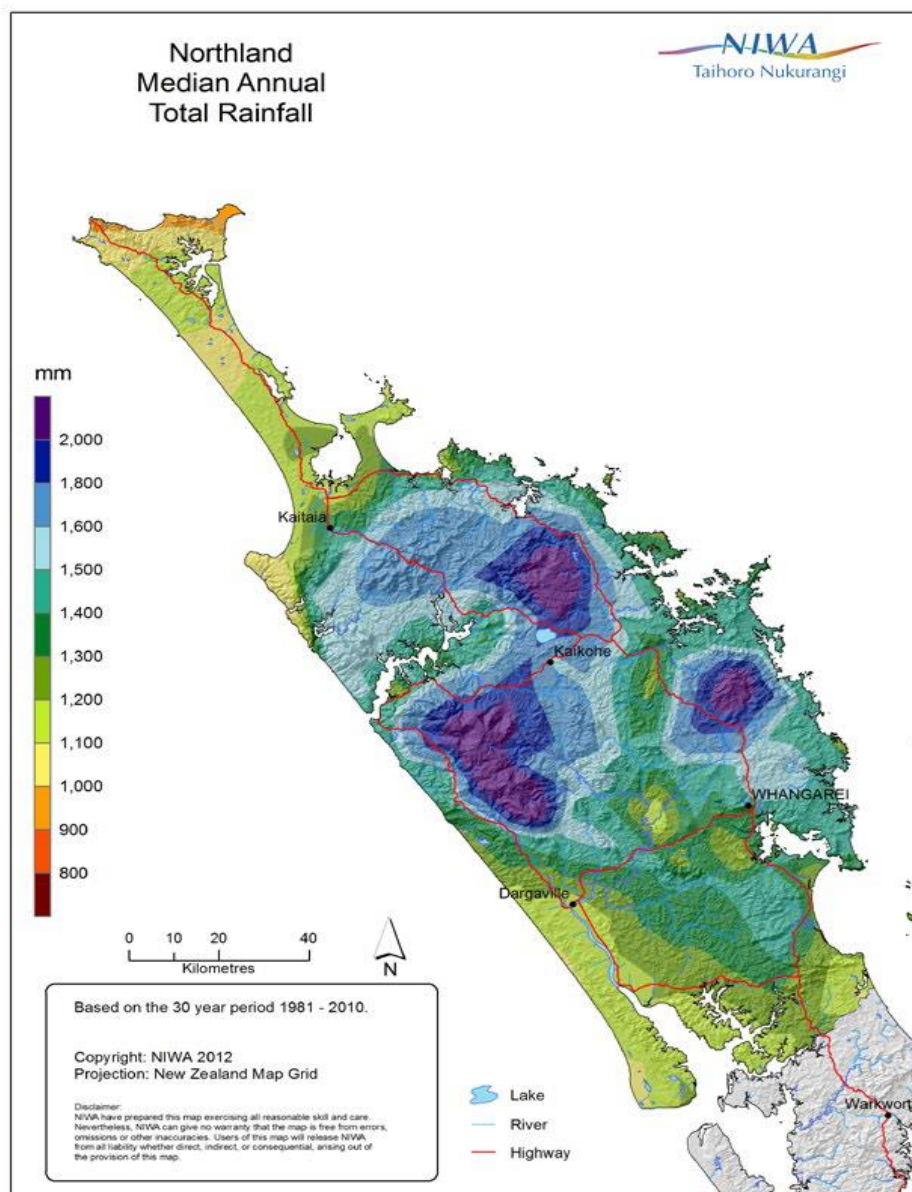 Northland
Median Annual
Total Rainfall
NIWA
Taihoro Nukurangi
mm
2,000
1,800
1,600
1,500
1,400
1,300
1,200
1,100
1,000
900
800
Kaitaia
Kaikohe
WHANGAREI
Dargaville
Warkwort
0 10 20 40
Kilometres
N
Based on the 30 year period 1981 - 2010.
Copyright: NIWA 2012
Projection: New Zealand Map Grid
Disclaimer:
NIWA have prepared this map exercising all reasonable skill and care.
Nevertheless, NIWA can give no warranty that the map is free from errors,
omissions or other inaccuracies. Users of this map will release NIWA
from all liability whether direct, indirect, or consequential, arising out of
the provision of this map.
Lake
River
Highway